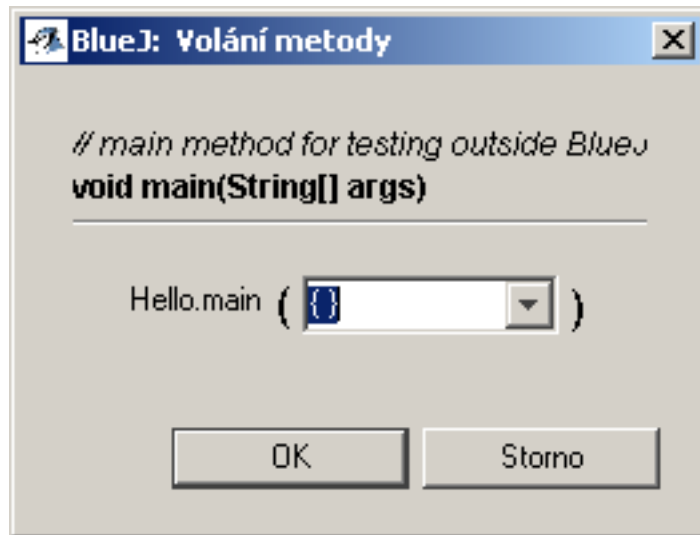 BlueJ: Volání metody
// main method for testing outside BlueJ
void main(String[] args)
Hello.main ( {} )
OK Storno